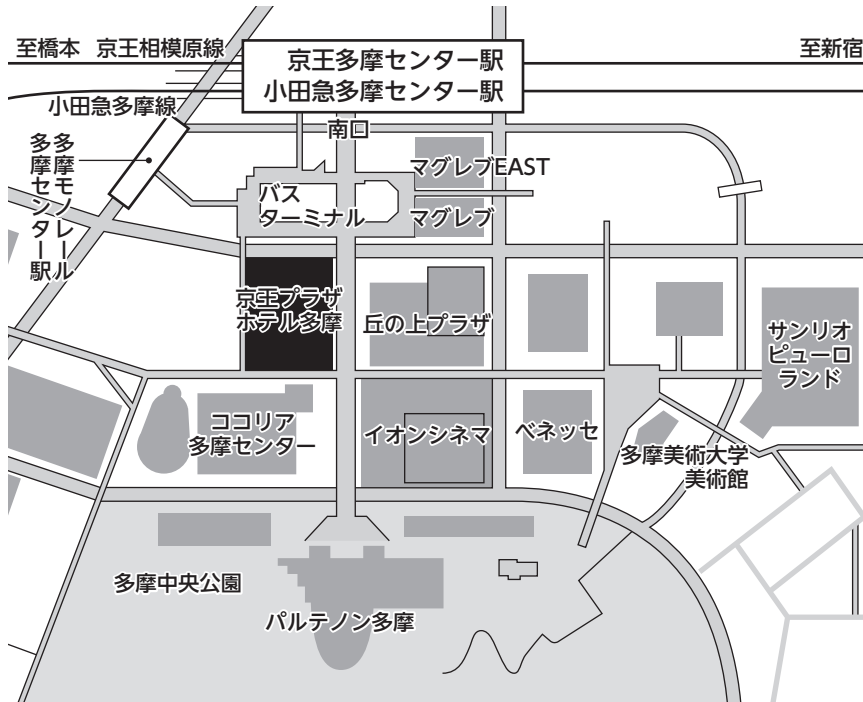 至橋本
京王相模原線
至新宿
京王多摩センター駅
小田急多摩センター駅
小田急多摩線
南口
多摩モノレール
多摩センター駅
バス
ターミナル
マグレブEAST
マグレブ
京王プラザ
ホテル多摩
丘の上プラザ
サンリオ
ピューロ
ランド
ココリア
多摩センター
イオンシネマ
ベネッセ
多摩美術大学
美術館
多摩中央公園
パルテノン多摩